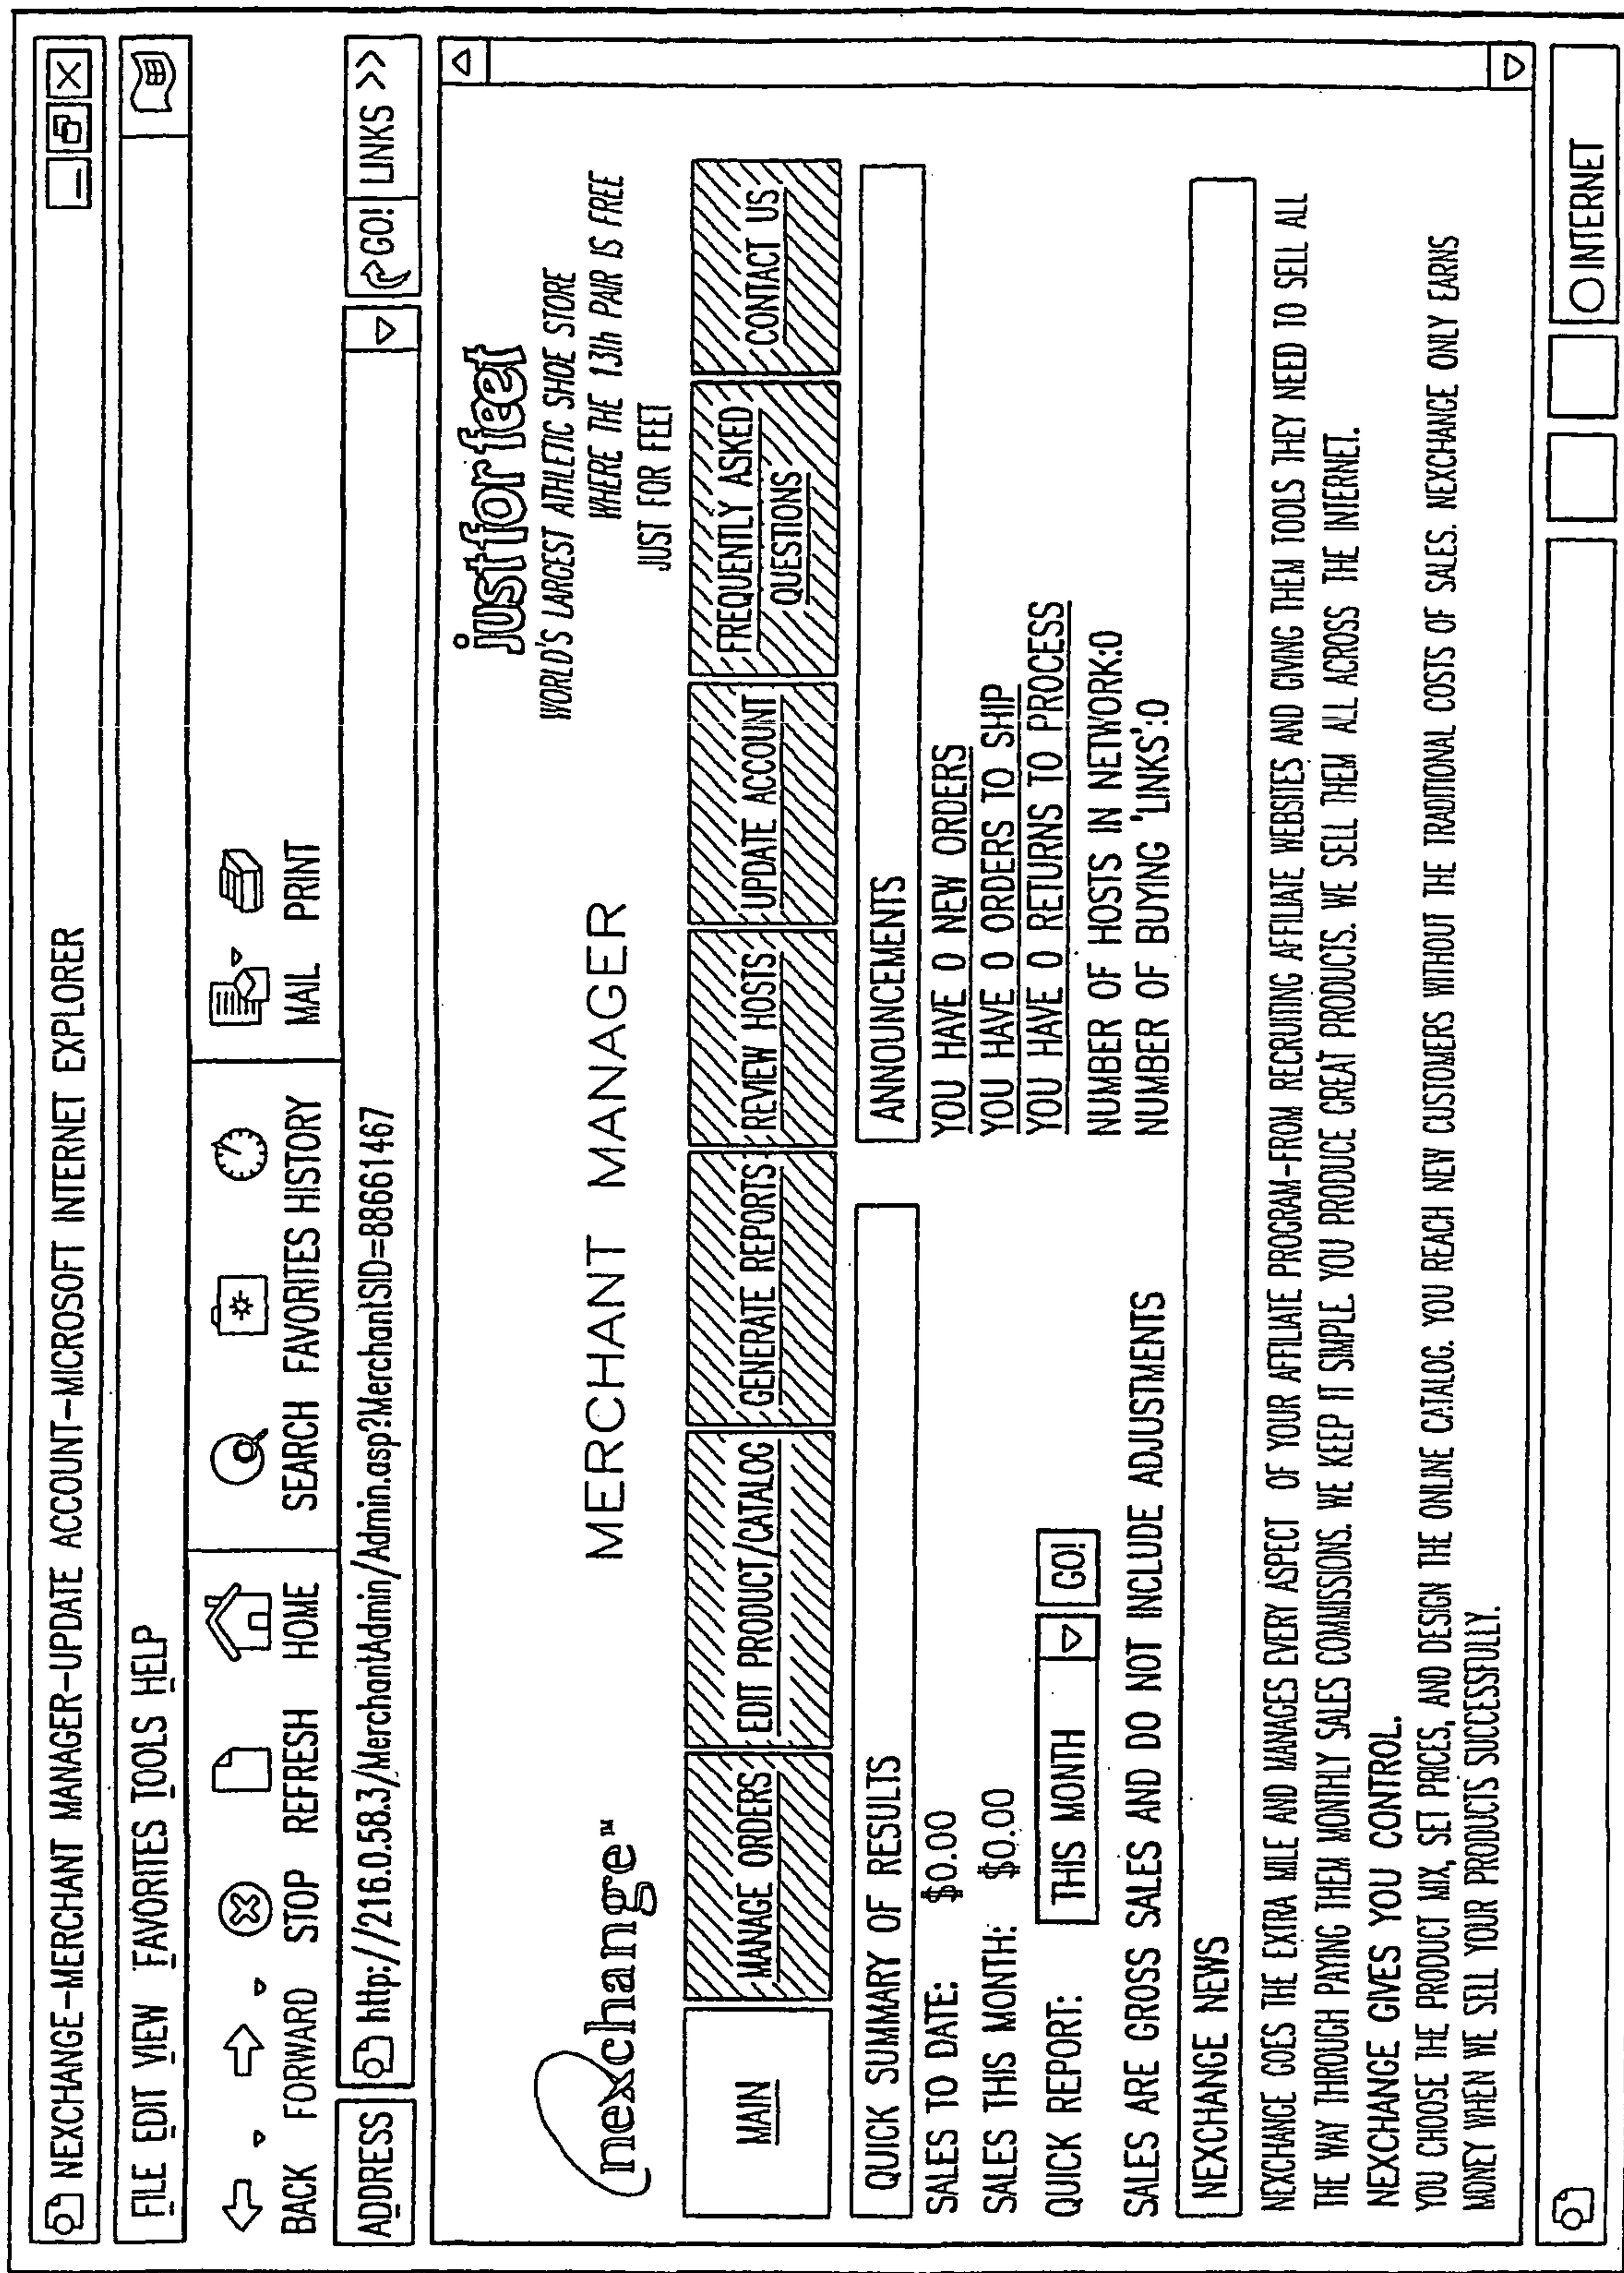 NEXCHANGE-MERCHANT MANAGER-UPDATE ACCOUNT-MICROSOFT INTERNET EXPLORER
FILE EDIT VIEW FAVORITES TOOLS HELP
BACK FORWARD STOP REFRESH HOME SEARCH FAVORITES HISTORY MAIL PRINT
ADDRESS http://216.0.58.3/MerchantAdmin/Admin.asp?MerchantSID=88661467 GO! LINKS >>
justforfeet
WORLD'S LARGEST ATHLETIC SHOE STORE
WHERE THE 13th PAIR IS FREE
JUST FOR FEET
nexchange™
MERCHANT MANAGER
MAIN
MANAGE ORDERS
EDIT PRODUCT/CATALOG
GENERATE REPORTS
REVIEW HOSTS
UPDATE ACCOUNT
FREQUENTLY ASKED
QUESTIONS
CONTACT US
QUICK SUMMARY OF RESULTS
SALES TO DATE: $0.00
SALES THIS MONTH: $0.00
QUICK REPORT: THIS MONTH GO!
SALES ARE GROSS SALES AND DO NOT INCLUDE ADJUSTMENTS
ANNOUNCEMENTS
YOU HAVE 0 NEW ORDERS
YOU HAVE 0 ORDERS TO SHIP
YOU HAVE 0 RETURNS TO PROCESS
NUMBER OF HOSTS IN NETWORK:0
NUMBER OF BUYING 'LINKS':0
NEXCHANGE NEWS
NEXCHANGE GOES THE EXTRA MILE AND MANAGES EVERY ASPECT OF YOUR AFFILIATE PROGRAM-FROM RECRUITING AFFILIATE WEBSITES AND GIVING THEM TOOLS THEY NEED TO SELL ALL
THE WAY THROUGH PAYING THEM MONTHLY SALES COMMISSIONS. WE KEEP IT SIMPLE. YOU PRODUCE GREAT PRODUCTS. WE SELL THEM ALL ACROSS THE INTERNET.
NEXCHANGE GIVES YOU CONTROL.
YOU CHOOSE THE PRODUCT MIX, SET PRICES, AND DESIGN THE ONLINE CATALOG. YOU REACH NEW CUSTOMERS WITHOUT THE TRADITIONAL COSTS OF SALES. NEXCHANGE ONLY EARNS
MONEY WHEN WE SELL YOUR PRODUCTS SUCCESSFULLY.
INTERNET